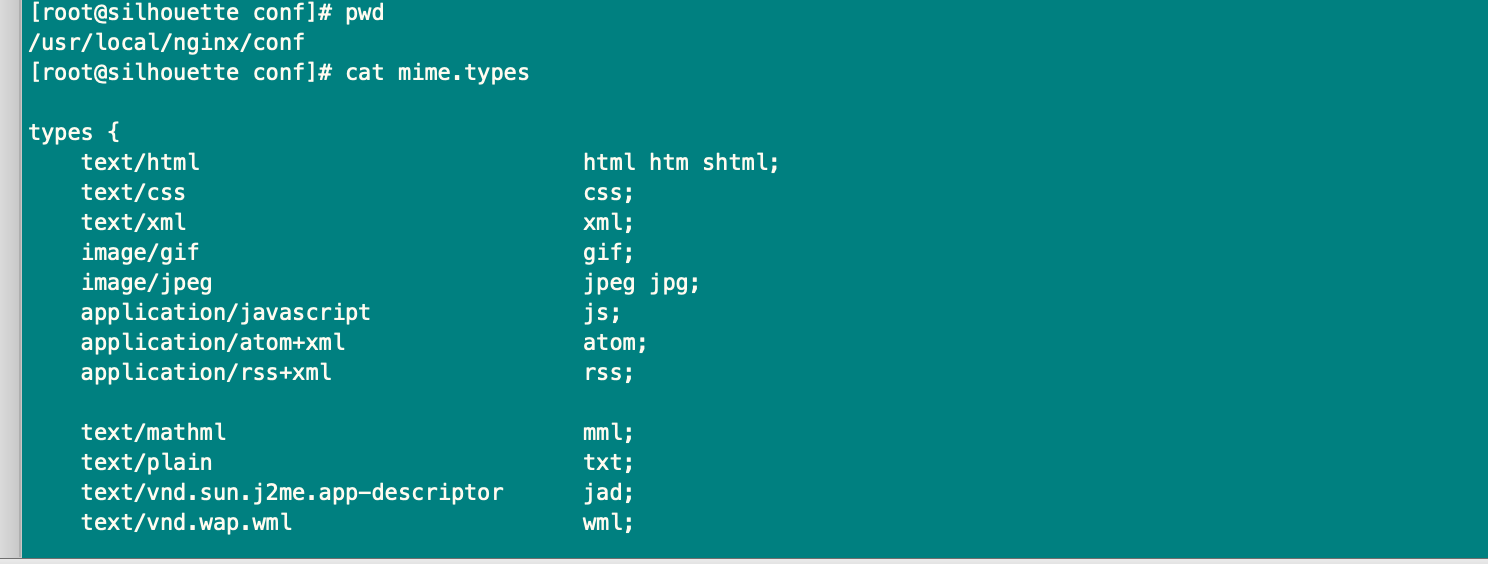 [root@silhouette conf]# pwd
/usr/local/nginx/conf
[root@silhouette conf]# cat mime.types
types {
text/html html htm shtml;
text/css css;
text/xml xml;
image/gif gif;
image/jpeg jpeg jpg;
application/javascript js;
application/atom+xml atom;
application/rss+xml rss;
text/mathml mml;
text/plain txt;
text/vnd.sun.j2me.app-descriptor jad;
text/vnd.wap.wml wml;